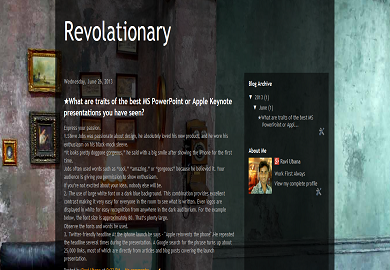 Revolutionary
Wednesday, June 26, 2013
★What are traits of the best MS PowerPoint or Apple Keynote
presentations you have seen?
Express your passion.
1. Steve Jobs was passionate about design, he absolutely loved his new product, and he wore his
enthusiasm on his black-mock sleeve.
"It looks pretty doggone gorgeous," he said with a big smile after showing the iPhone for the first
time.
Jobs often used words such as "cool," "amazing," or "gorgeous" because he believed it. Your
audience is giving you permission to show enthusiasm.
If you're not excited about your idea, nobody else will be.
2. The use of large white font on a dark blue background. This combination provides excellent
contrast making it very easy for everyone in the room to see what is written. Even logos are
displayed in white for easy recognition from anywhere in the dark auditorium. For the example
below, the font size is approximately 80. That's plenty large.
Observe the fonts and words he used.
3. Twitter-friendly headline at the iphone launch he says - "Apple reinvents the phone". He repeated
the headline several times during the presentation. A Google search for the phrase turns up about
25,000 links, most of which are directly from articles and blog posts covering the launch
presentation.
Blog Archive
▼ 2013 (1)
▼ June (1)
★What are traits of the best MS
PowerPoint or Appl...
About Me
Ravi Ubana
Work First Always
View my complete profile